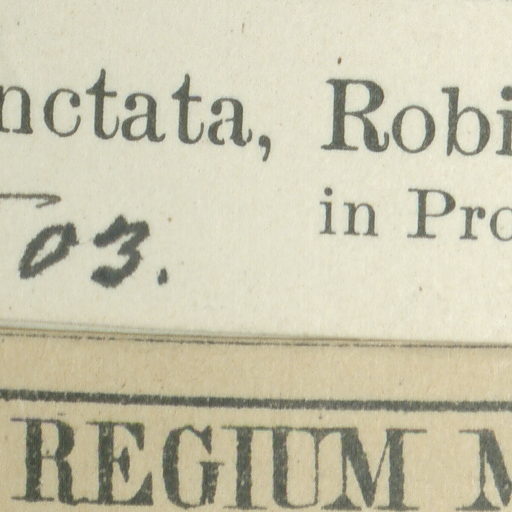 nctata, Robi
in Pro
03.
REGIUM M